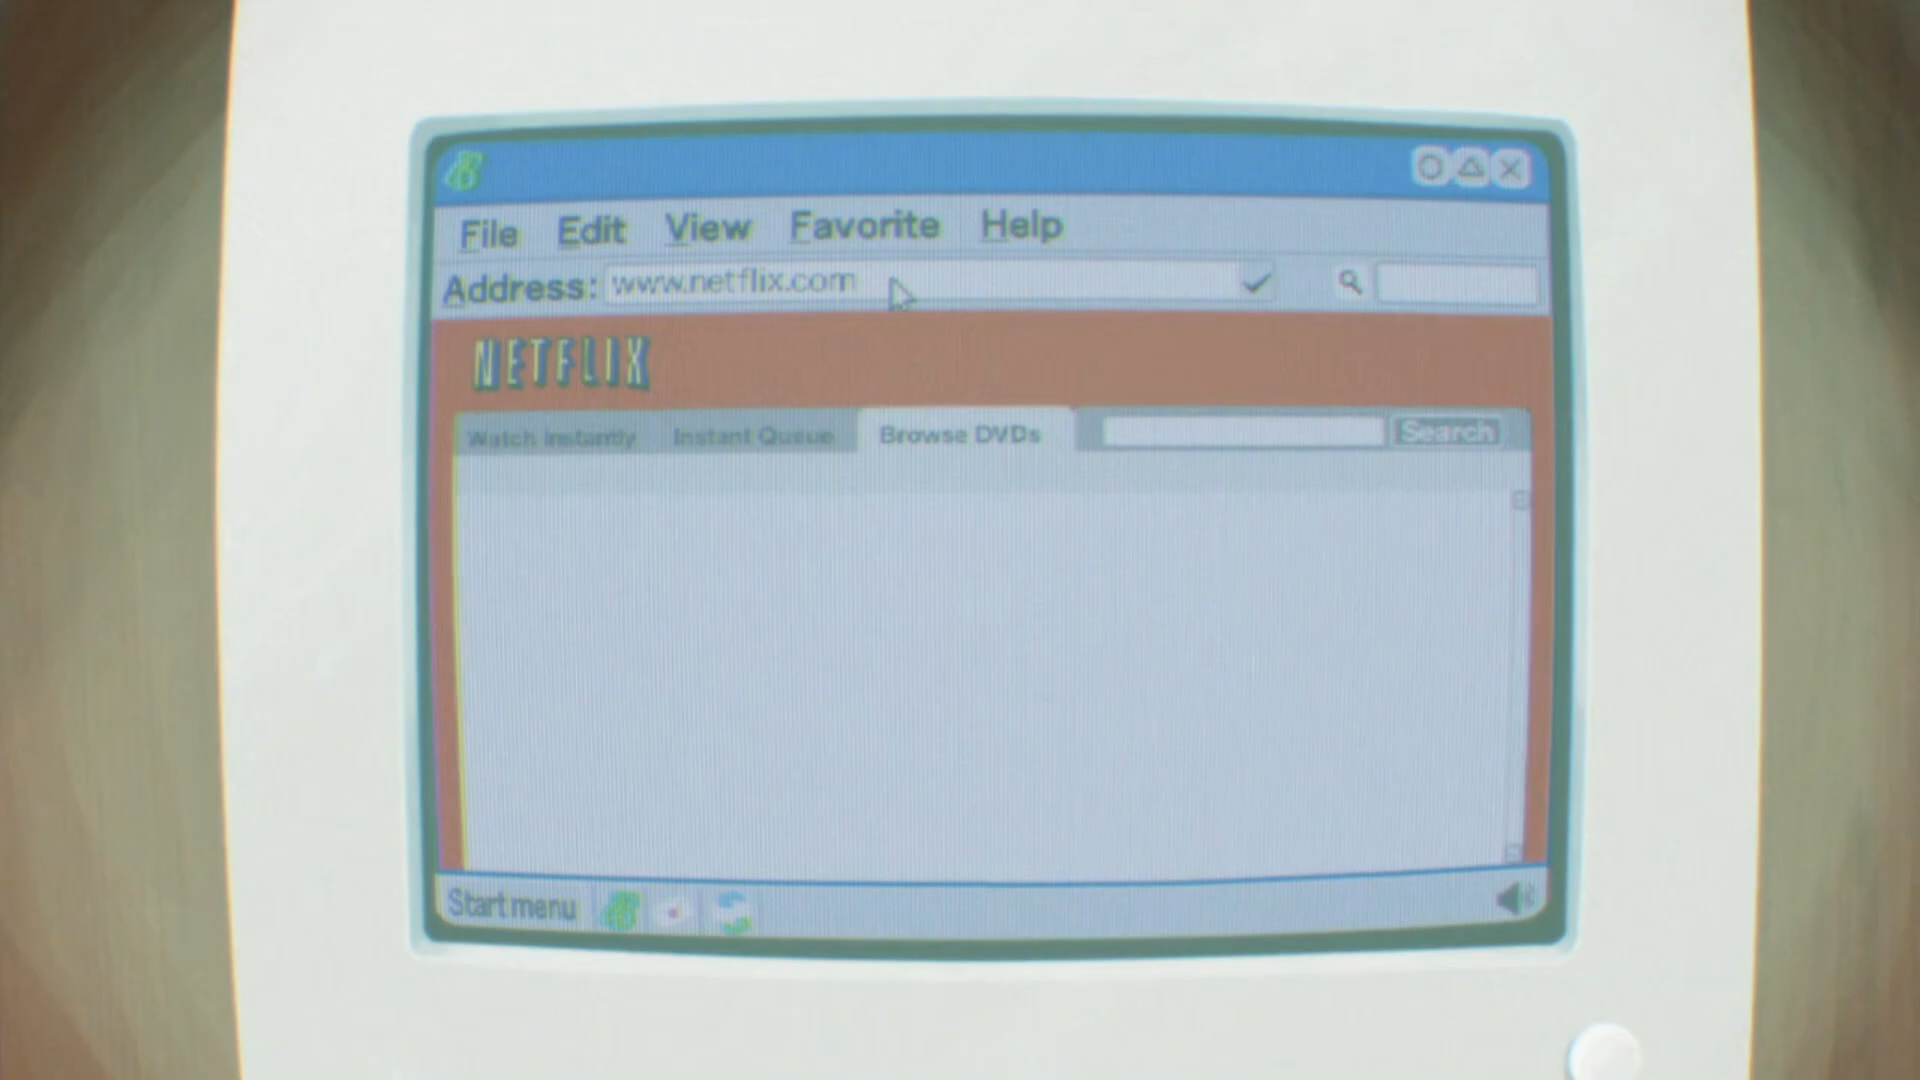 File Edit View Favorite Help
Address: www.netflix.com
NETFLIX
Watch Instantly Instant Queue Browse DVDs Search
Start menu